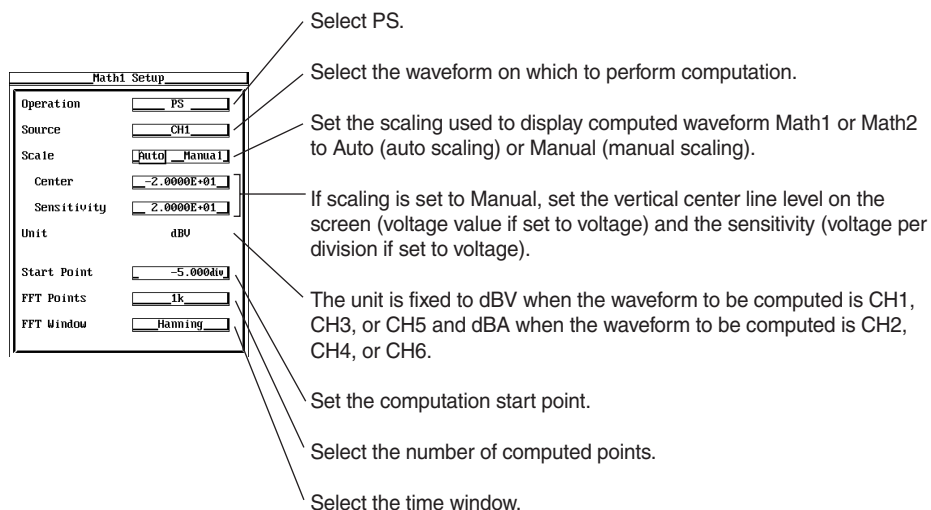 Select PS.
Math1 Setup
Operation PS
Source CH1
Scale Auto Manual
Center -2.0000E+01
Sensitivity 2.0000E+01
Unit dBV
Start Point -5.000div
FFT Points 1k
FFT Window Hanning
Select the waveform on which to perform computation.
Set the scaling used to display computed waveform Math1 or Math2
to Auto (auto scaling) or Manual (manual scaling).
If scaling is set to Manual, set the vertical center line level on the
screen (voltage value if set to voltage) and the sensitivity (voltage per
division if set to voltage).
The unit is fixed to dBV when the waveform to be computed is CH1,
CH3, or CH5 and dBA when the waveform to be computed is CH2,
CH4, or CH6.
Set the computation start point.
Select the number of computed points.
Select the time window.